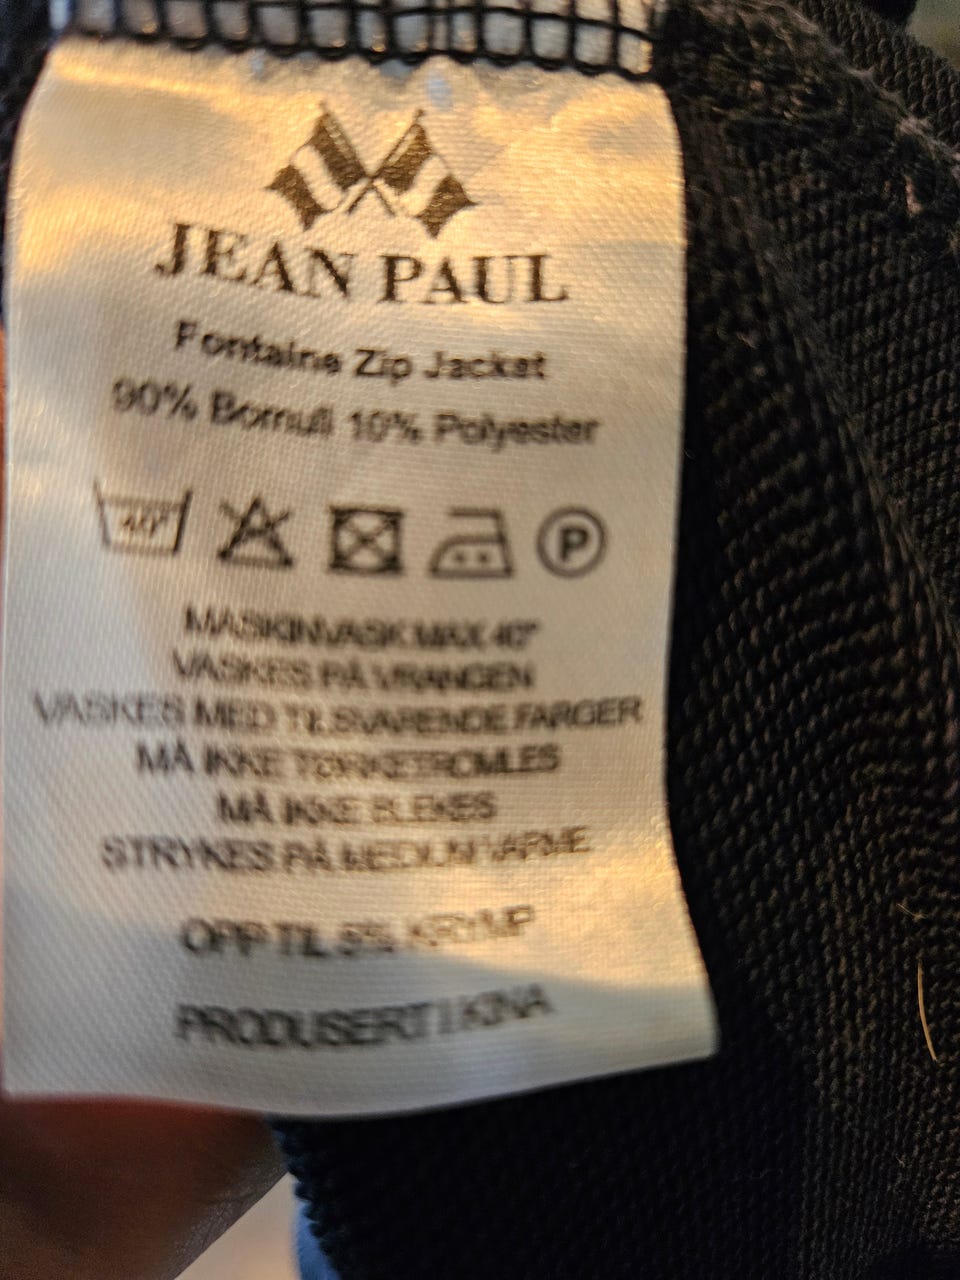 JEAN PAUL
Fontaine Zip Jacket
90% Bomull 10% Polyester
40° P
MASKINVASK MAX 40°
VASKES PÅ VRANGEN
VASKES MED TILSVARENDE FARGER
MÅ IKKE TØRKETROMLES
MÅ IKKE BLEKES
STRYKES PÅ MEDIUM VARME
OPP TIL 5% KRYMP
PRODUSERT I KINA